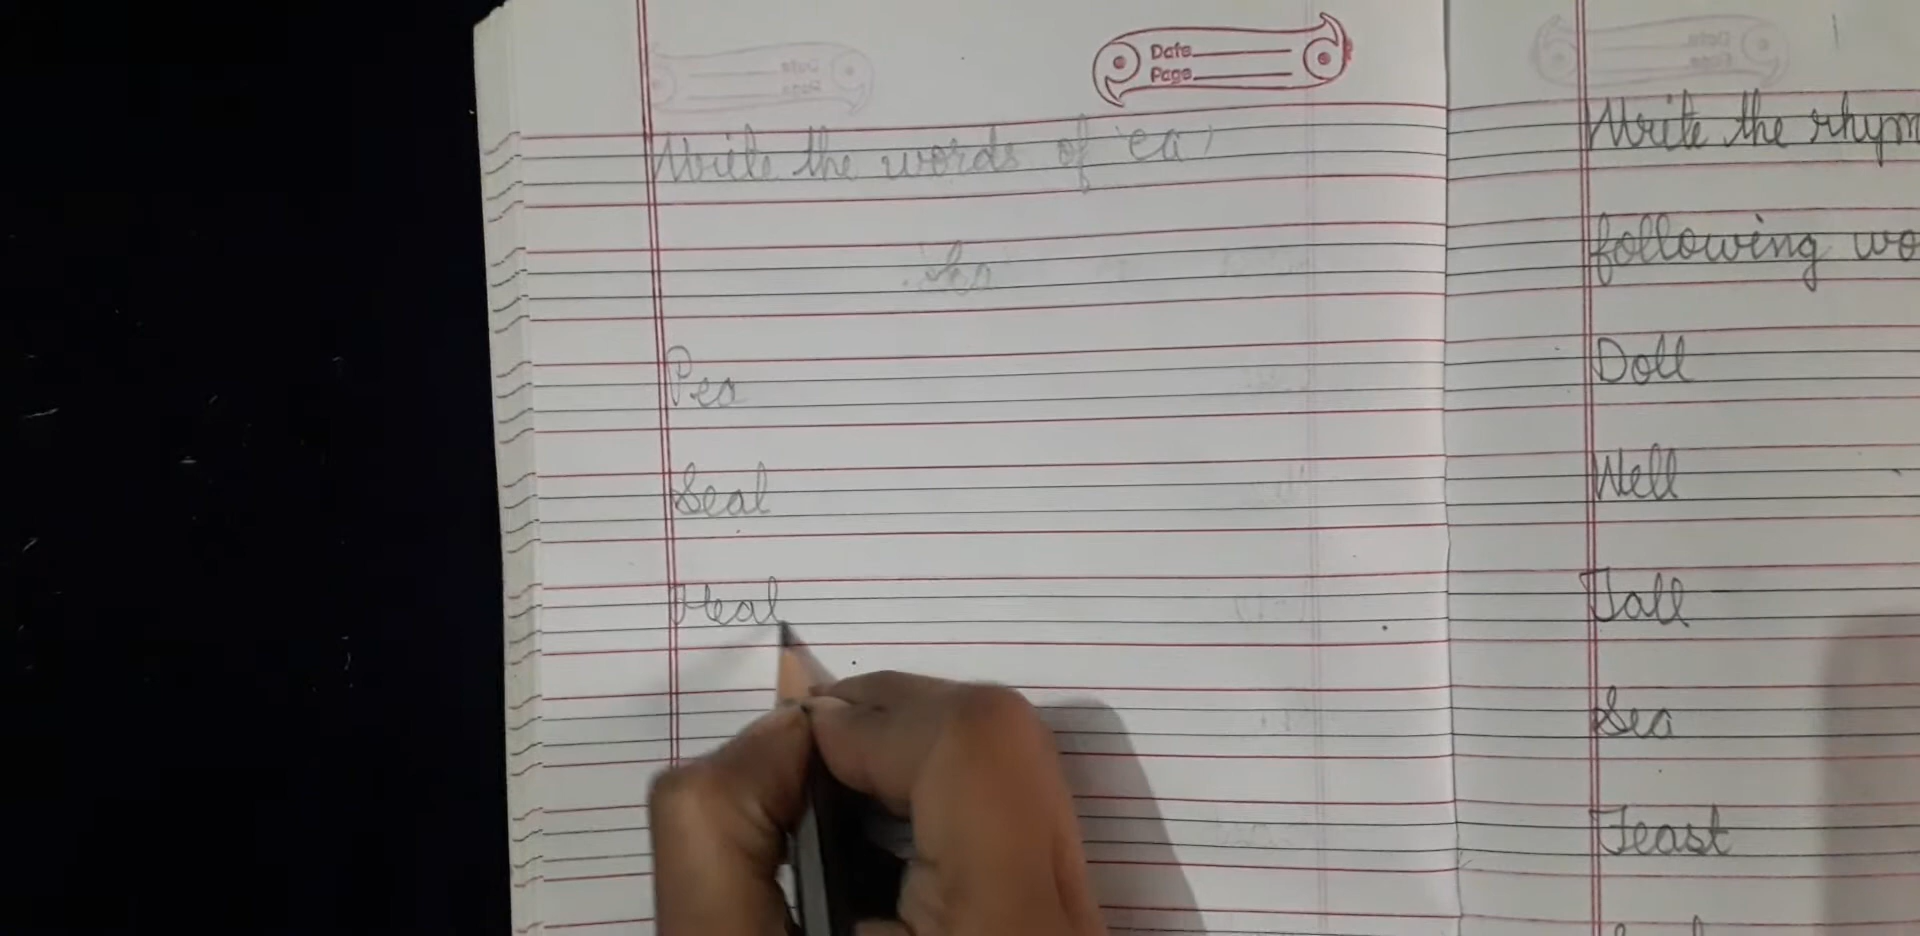 Date
Page
Write the words of 'ea'
Pea
Seal
Heal
Write the rhym
following wo
Doll
Well
Tall
Sea
Feast